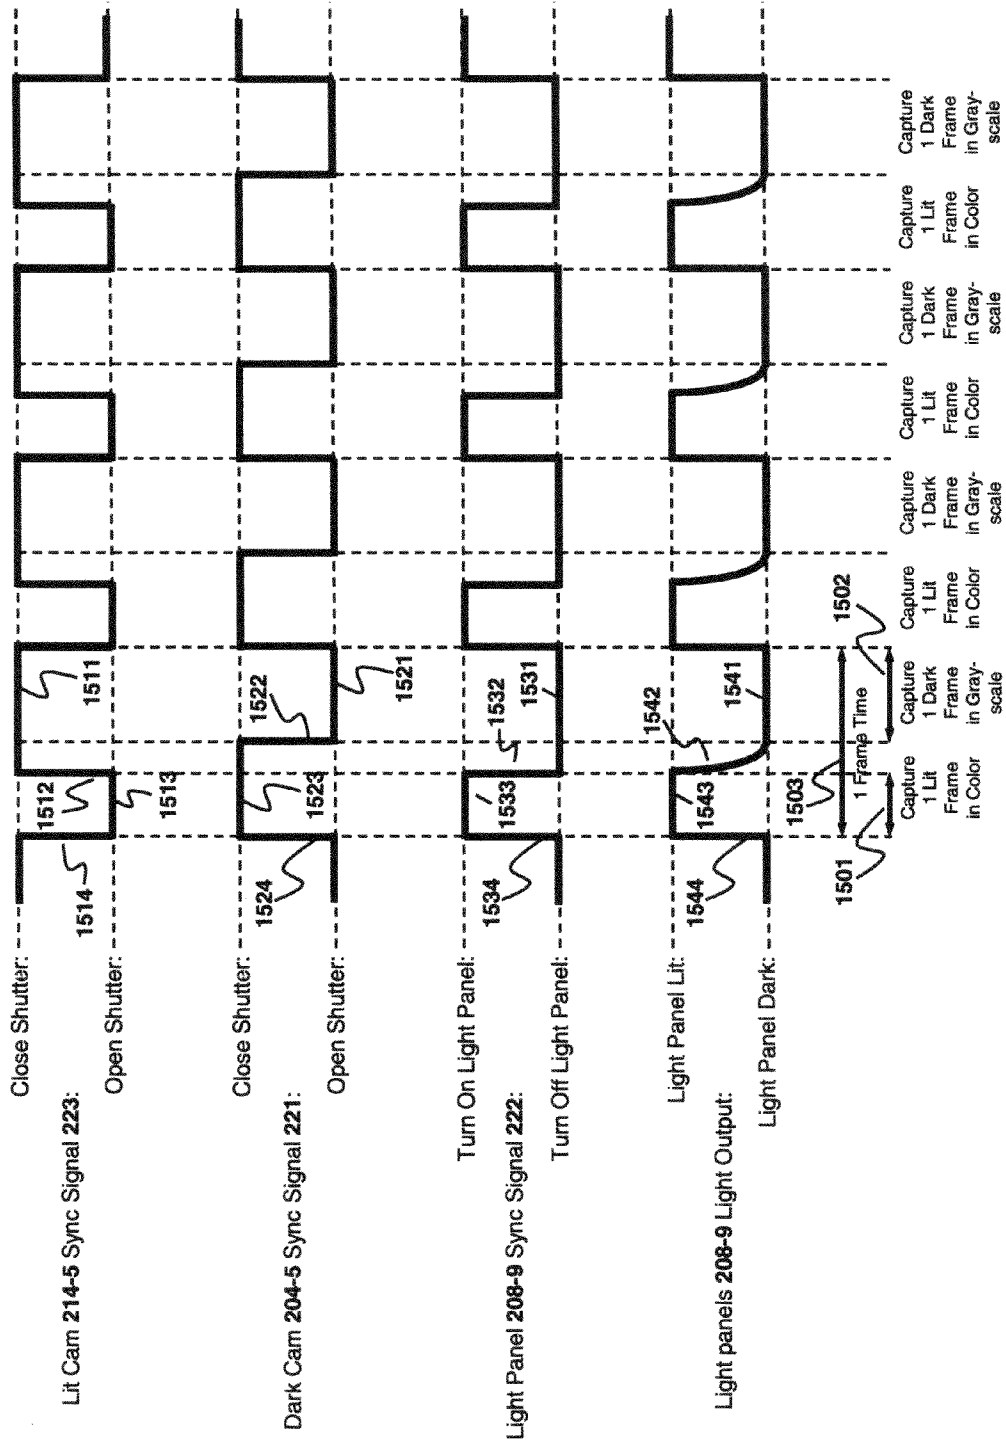 Close Shutter:
Lit Cam 214-5 Sync Signal 223:
Open Shutter:
1514
1512
1513
1511
Close Shutter:
Dark Cam 204-5 Sync Signal 221:
Open Shutter:
1524
1523
1522
1521
Turn On Light Panel:
Light Panel 208-9 Sync Signal 222:
Turn Off Light Panel:
1534
1533
1532
1531
Light Panel Lit:
Light panels 208-9 Light Output:
Light Panel Dark:
1544
1543
1542
1541
1503
1 Frame Time
1501
1502
Capture
1 Lit
Frame
in Color
Capture
1 Dark
Frame
in Gray-
scale
Capture
1 Lit
Frame
in Color
Capture
1 Dark
Frame
in Gray-
scale
Capture
1 Lit
Frame
in Color
Capture
1 Dark
Frame
in Gray-
scale
Capture
1 Lit
Frame
in Color
Capture
1 Dark
Frame
in Gray-
scale